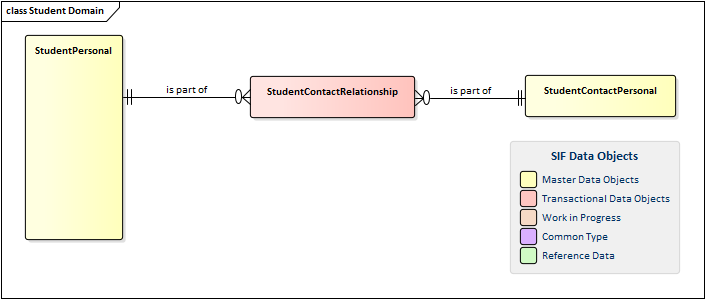 class Student Domain
StudentPersonal
is part of
StudentContactRelationship
is part of
StudentContactPersonal
SIF Data Objects
Master Data Objects
Transactional Data Objects
Work in Progress
Common Type
Reference Data